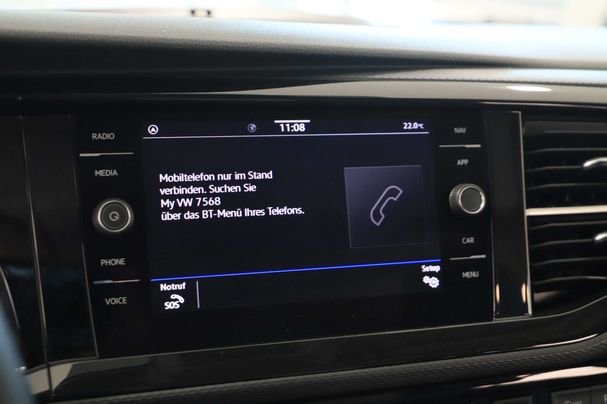 RADIO
MEDIA
PHONE
VOICE
11:08
22.0°C
Mobiltelefon nur im Stand
verbinden. Suchen Sie
My VW 7568
über das BT-Menü Ihres Telefons.
Notruf
SOS
Setup
NAV
APP
CAR
MENU